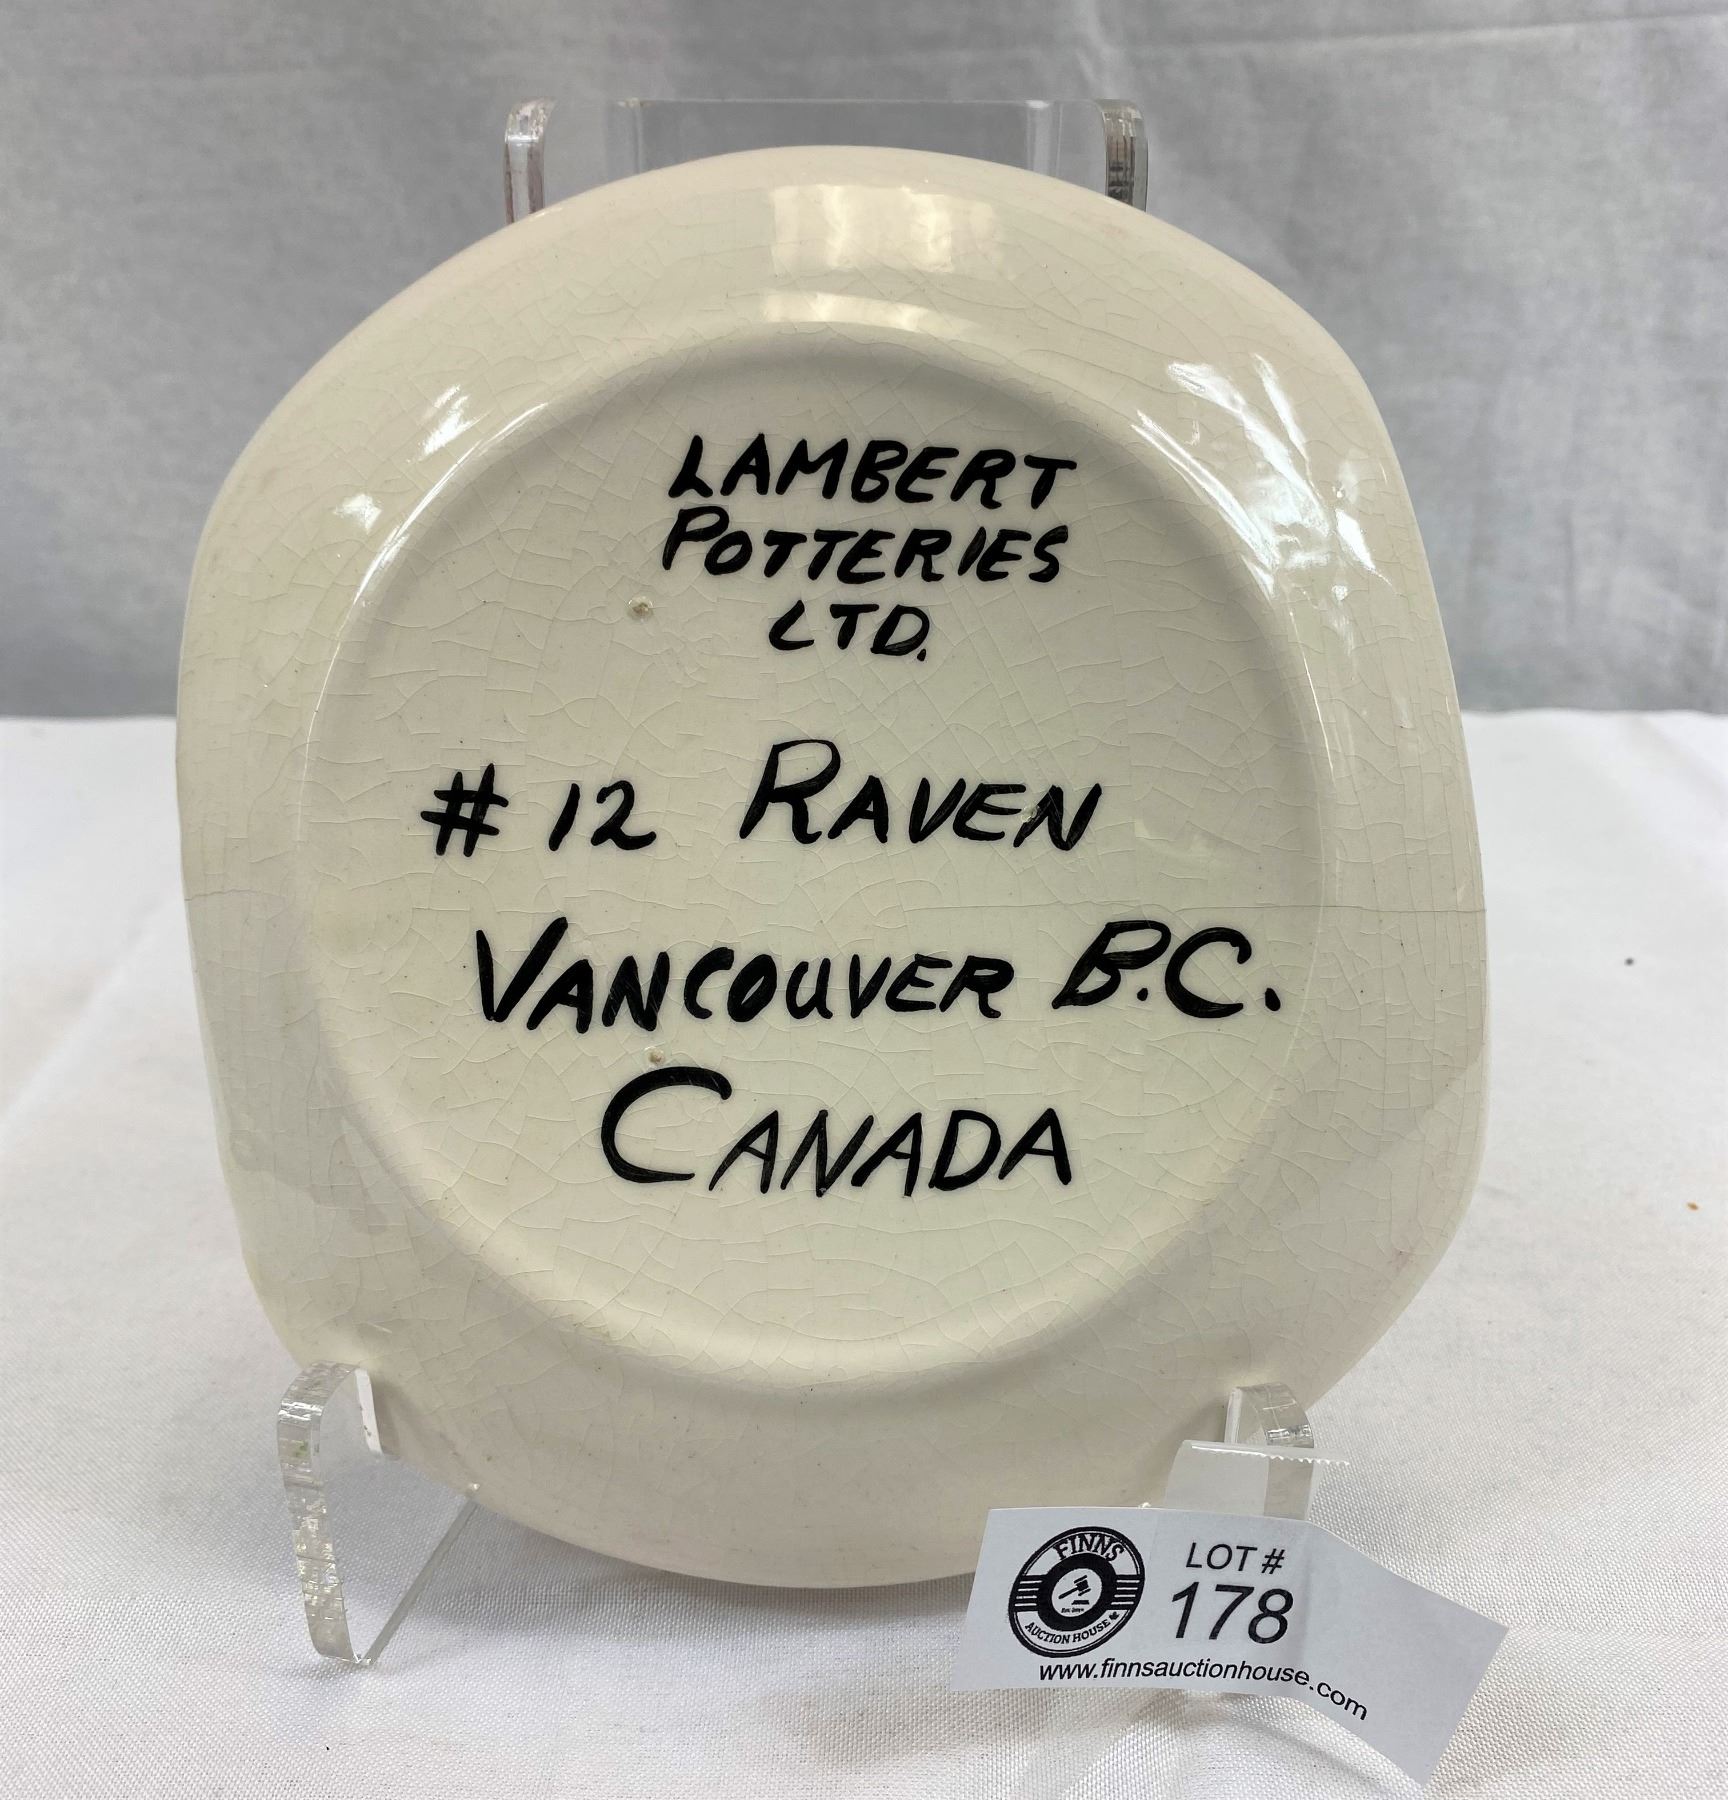 LAMBERT
POTTERIES
LTD.
# 12 RAVEN
VANCOUVER B.C.
CANADA
FINNS
AUCTION HOUSE
LOT #
178
www.finnsauctionhouse.com